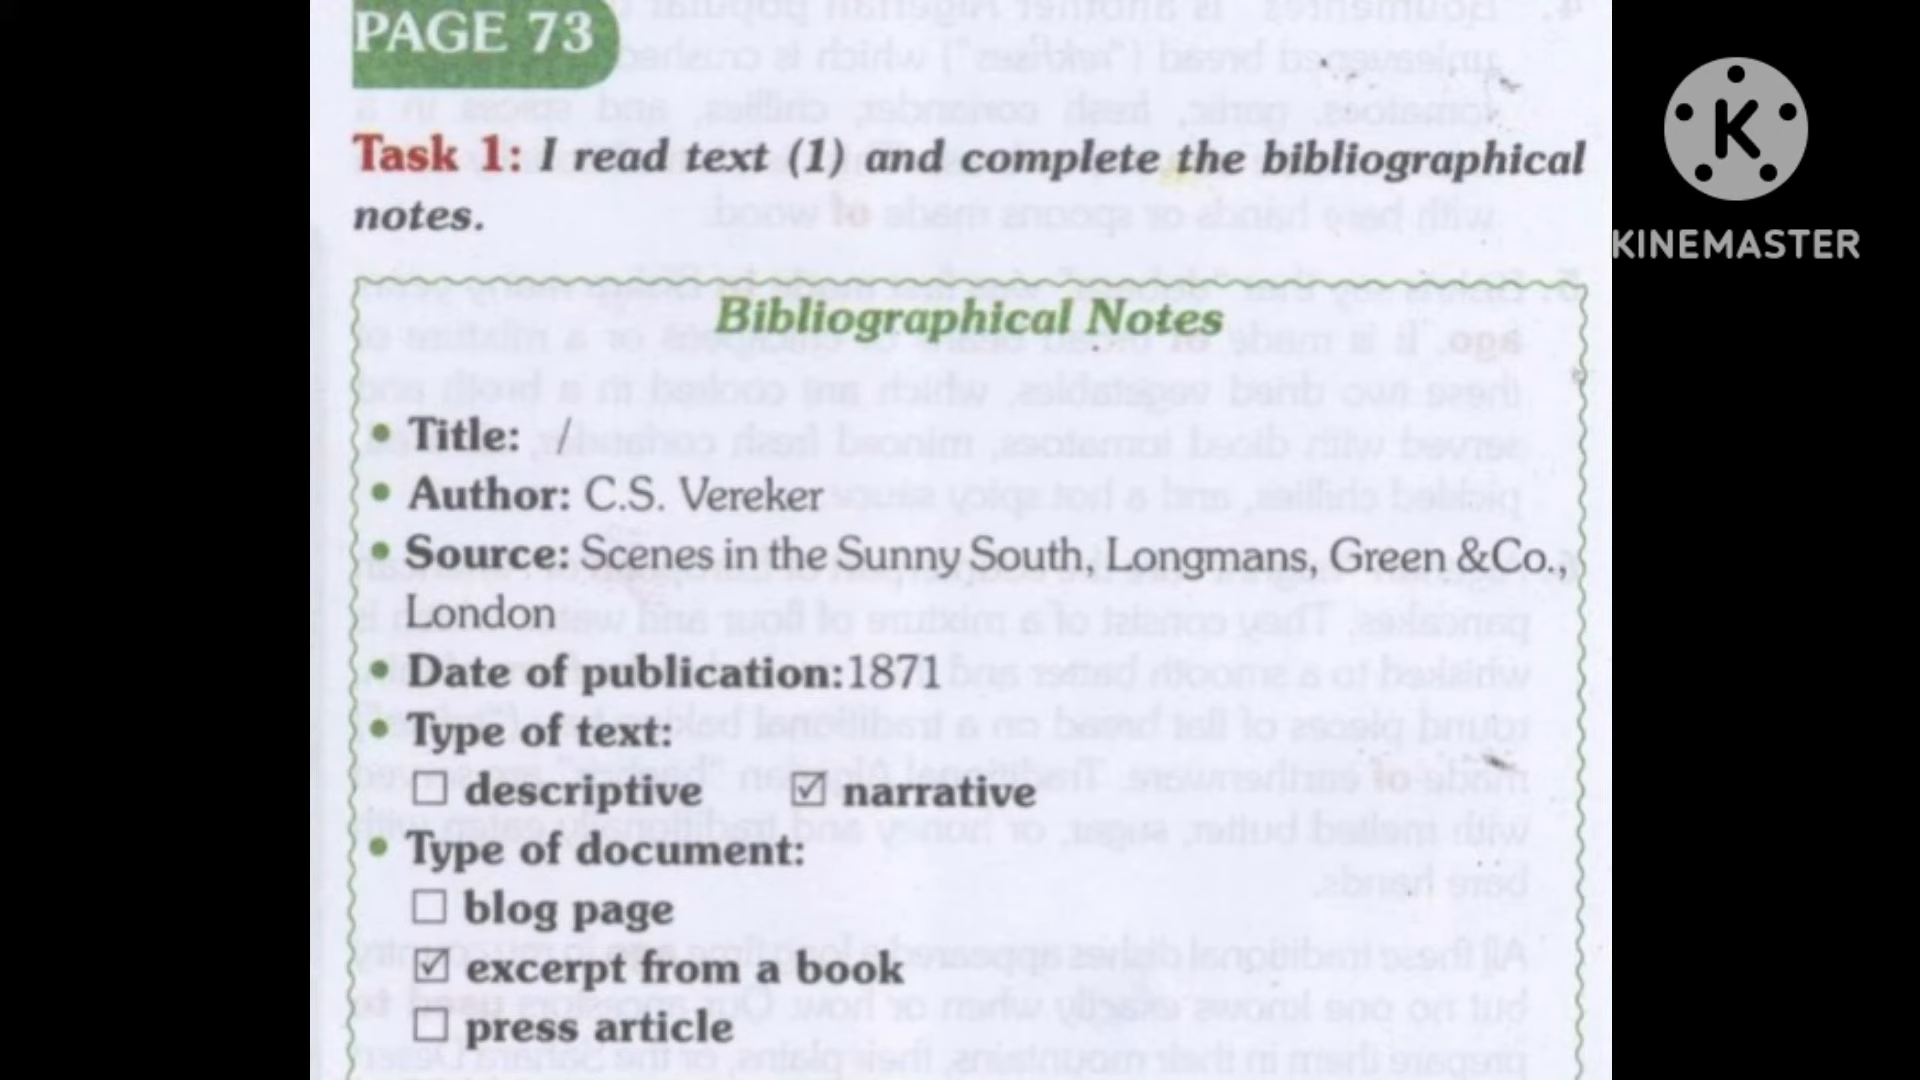 PAGE 73
Task 1: I read text (1) and complete the bibliographical
notes.
Bibliographical Notes
• Title: /
• Author: C.S. Vereker
• Source: Scenes in the Sunny South, Longmans, Green &Co.,
London
• Date of publication:1871
• Type of text:
☐ descriptive ☑ narrative
• Type of document:
☐ blog page
☑ excerpt from a book
☐ press article
K
KINEMASTER